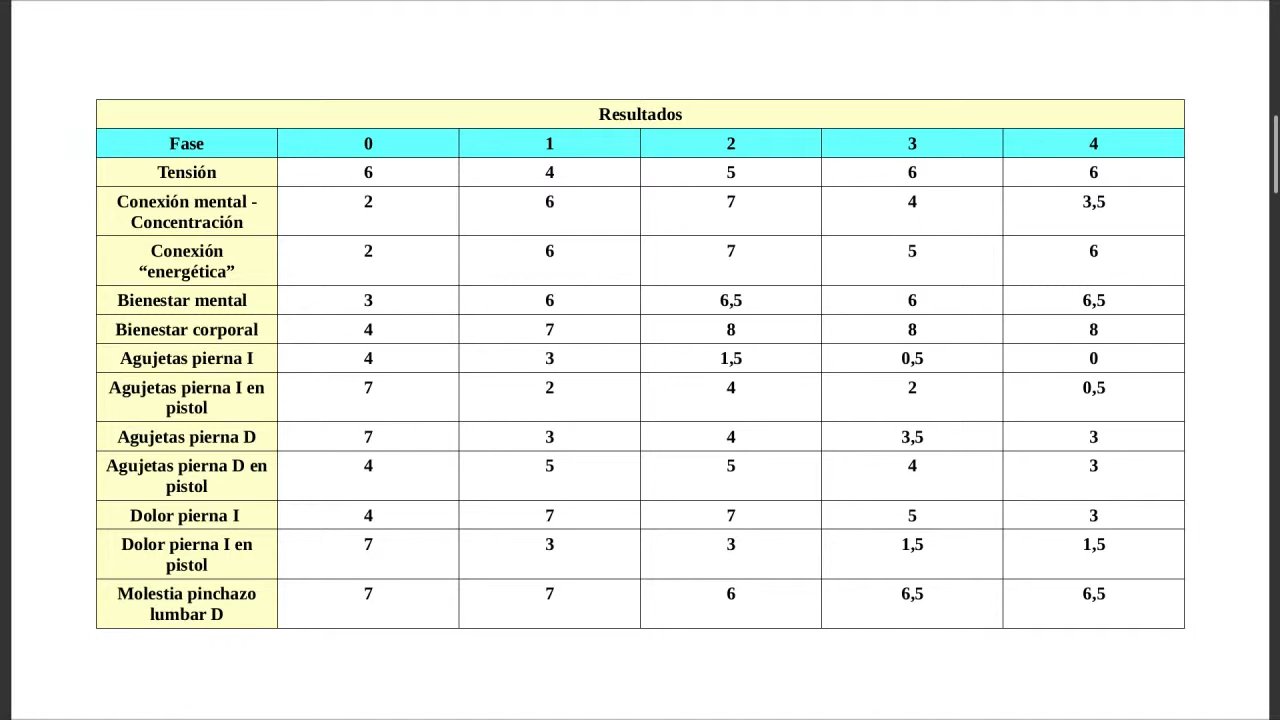 Resultados
Fase 0 1 2 3 4
Tensión 6 4 5 6 6
Conexión mental - 2 6 7 4 3,5
Concentración
Conexión 2 6 7 5 6
“energética”
Bienestar mental 3 6 6,5 6 6,5
Bienestar corporal 4 7 8 8 8
Agujetas pierna I 4 3 1,5 0,5 0
Agujetas pierna I en 7 2 4 2 0,5
pistol
Agujetas pierna D 7 3 4 3,5 3
Agujetas pierna D en 4 5 5 4 3
pistol
Dolor pierna I 4 7 7 5 3
Dolor pierna I en 7 3 3 1,5 1,5
pistol
Molestia pinchazo 7 7 6 6,5 6,5
lumbar D